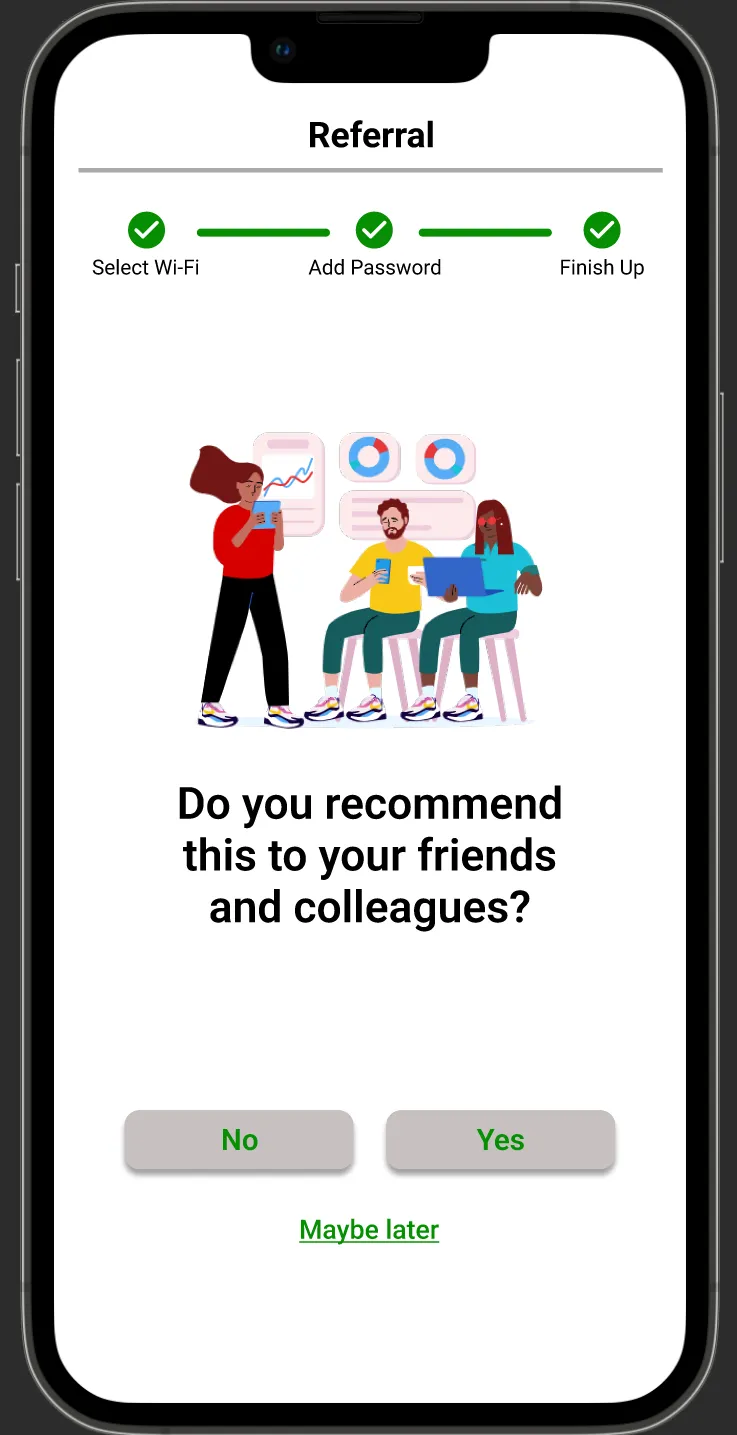 Referral
Select Wi-Fi
Add Password
Finish Up
Do you recommend
this to your friends
and colleagues?
No
Yes
Maybe later